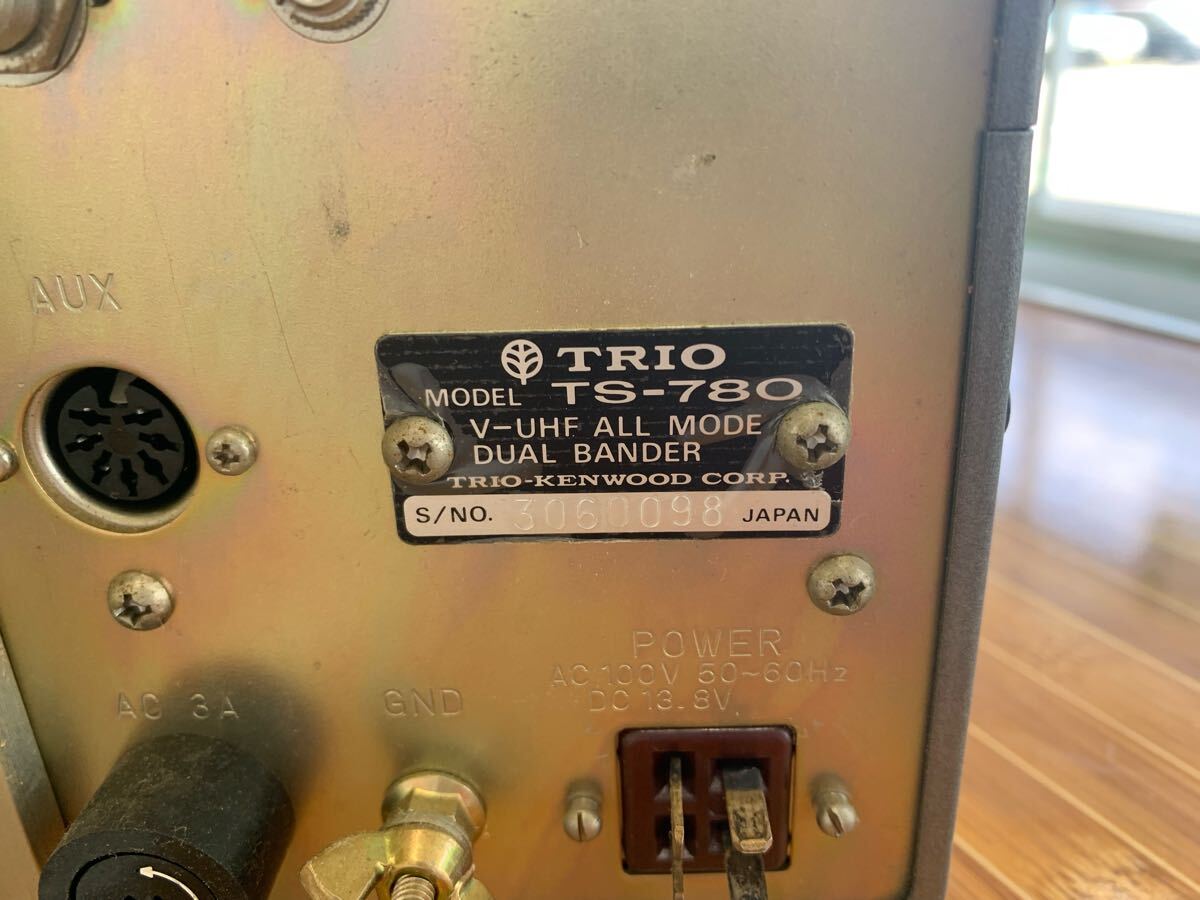 AUX
TRIO
MODEL TS-780
V-UHF ALL MODE
DUAL BANDER
TRIO-KENWOOD CORP.
S/NO. 3060098 JAPAN
POWER
AC 100V 50~60Hz
DC 13.8V
AC 3A
GND